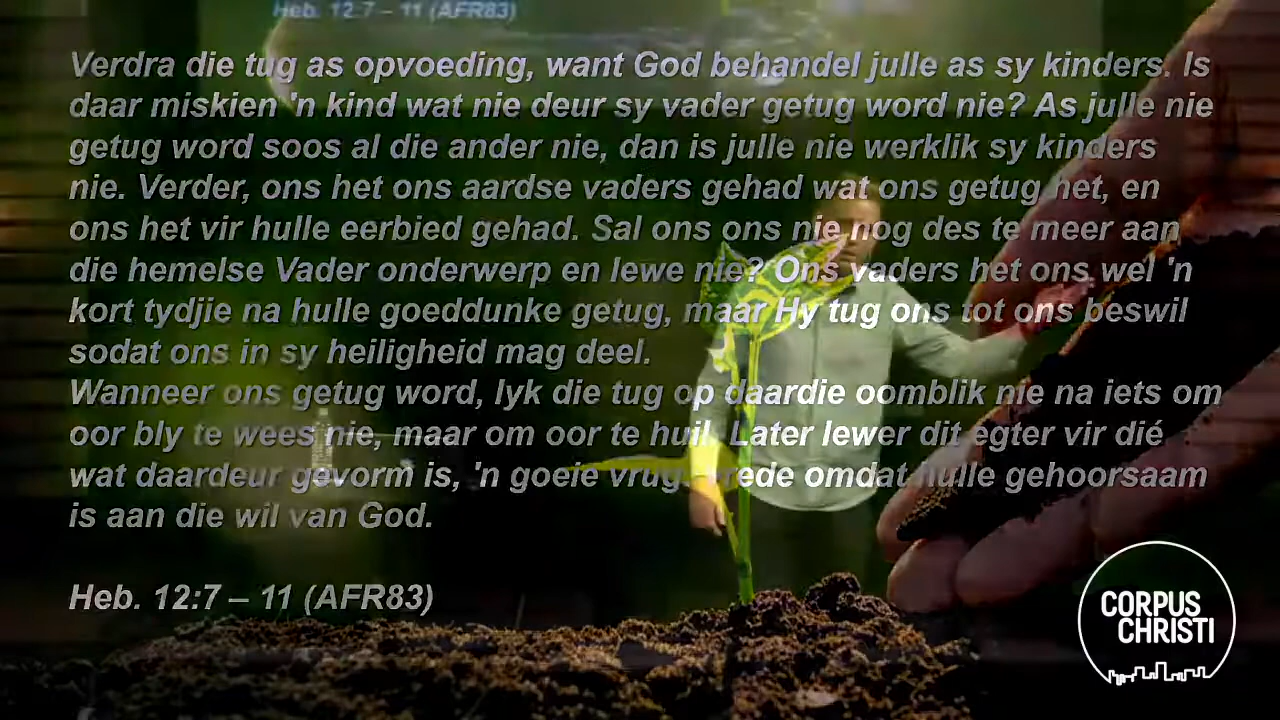 Heb. 12:7 – 11 (AFR83)
Verdra die tug as opvoeding, want God behandel julle as sy kinders. Is
daar miskien 'n kind wat nie deur sy vader getug word nie? As julle nie
getug word soos al die ander nie, dan is julle nie werklik sy kinders
nie. Verder, ons het ons aardse vaders gehad wat ons getug het, en
ons het vir hulle eerbied gehad. Sal ons ons nie nog des te meer aan
die hemelse Vader onderwerp en lewe nie? Ons vaders het ons wel 'n
kort tydjie na hulle goeddunke getug, maar Hy tug ons tot ons beswil
sodat ons in sy heiligheid mag deel.
Wanneer ons getug word, lyk die tug op daardie oomblik nie na iets om
oor bly te wees nie, maar om oor te huil. Later lewer dit egter vir dié
wat daardeur gevorm is, 'n goeie vrug: vrede omdat hulle gehoorsaam
is aan die wil van God.
Heb. 12:7 – 11 (AFR83)
CORPUS
CHRISTI